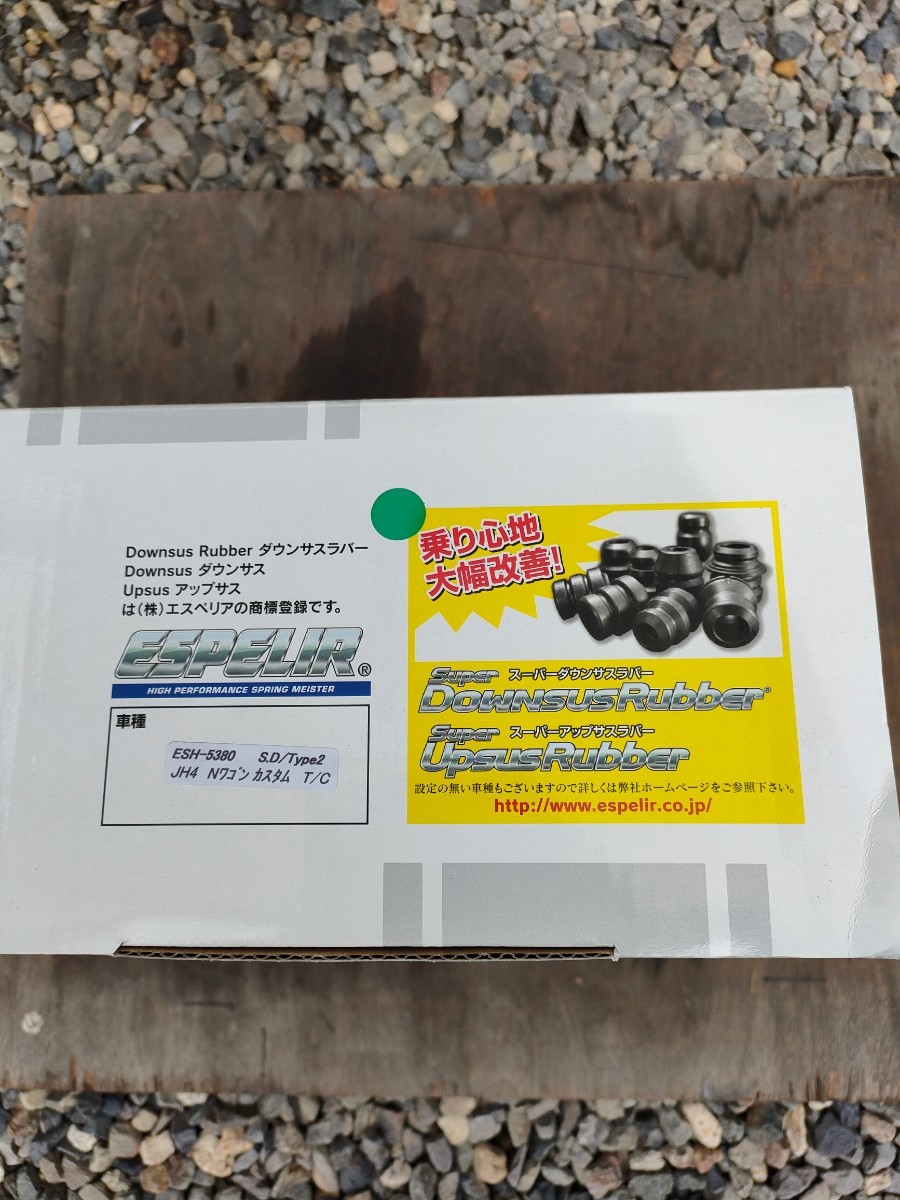 Downsus Rubber ダウンサスラバー
Downsus ダウンサス
Upsus アップサス
は(株)エスペリアの商標登録です。
ESPELIR®
HIGH PERFORMANCE SPRING MEISTER
車種
ESH-5380 S.D/Type2
JH4 Nワゴン カスタム T/C
乗り心地
大幅改善!
Super スーパーダウンサスラバー
DOWNSUS Rubber®
Super スーパーアップサスラバー
Upsus Rubber
設定の無い車種もございますので詳しくは弊社ホームページをご参照下さい。
http://www.espelir.co.jp/